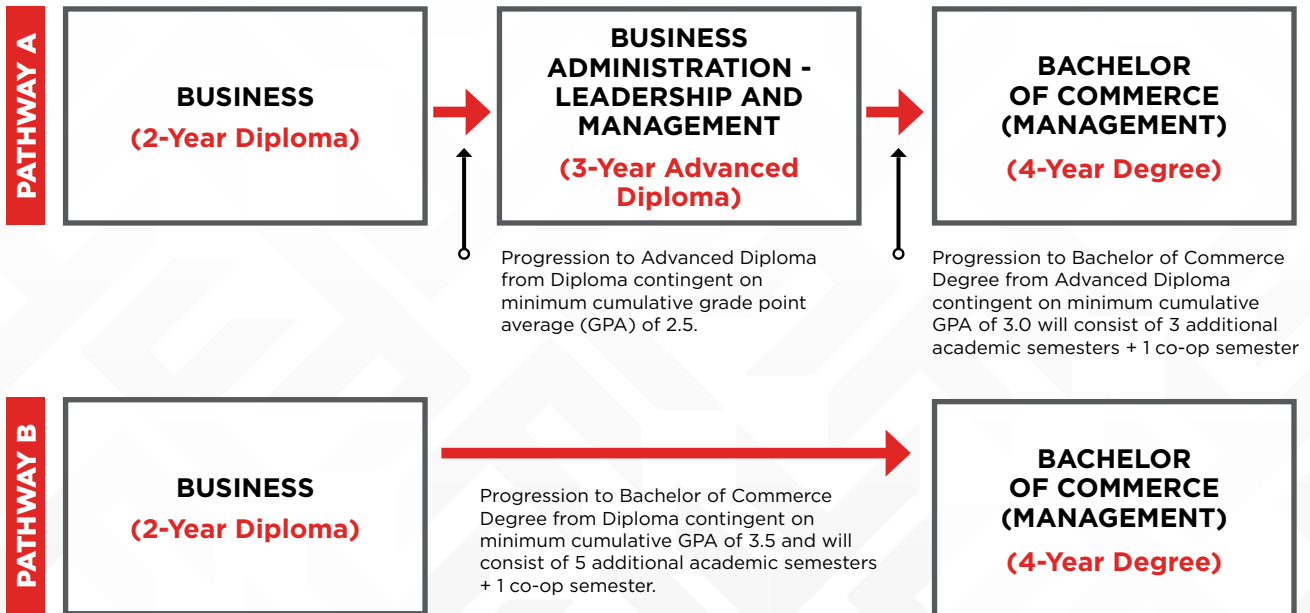 PATHWAY A
BUSINESS
(2-Year Diploma)
BUSINESS
ADMINISTRATION -
LEADERSHIP AND
MANAGEMENT
(3-Year Advanced
Diploma)
BACHELOR
OF COMMERCE
(MANAGEMENT)
(4-Year Degree)
Progression to Advanced Diploma
from Diploma contingent on
minimum cumulative grade point
average (GPA) of 2.5.
Progression to Bachelor of Commerce
Degree from Advanced Diploma
contingent on minimum cumulative
GPA of 3.0 will consist of 3 additional
academic semesters + 1 co-op semester
PATHWAY B
BUSINESS
(2-Year Diploma)
Progression to Bachelor of Commerce
Degree from Diploma contingent on
minimum cumulative GPA of 3.5 and will
consist of 5 additional academic semesters
+ 1 co-op semester.
BACHELOR
OF COMMERCE
(MANAGEMENT)
(4-Year Degree)